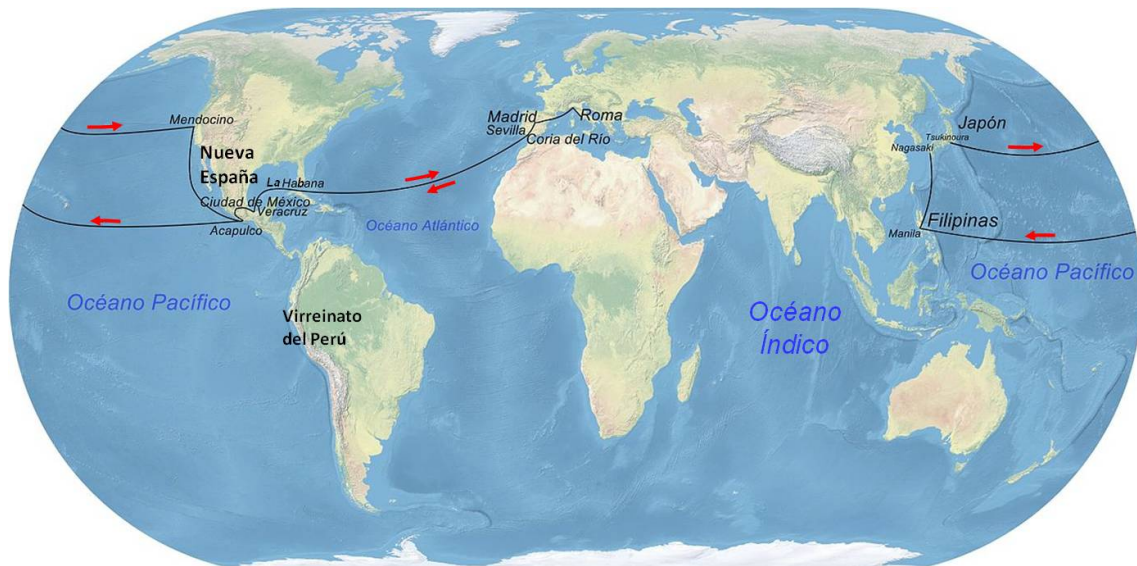 Mendocino
Nueva
España
La Habana
Ciudad de México
Veracruz
Acapulco
Océano Pacífico
Virreinato
del Perú
Océano Atlántico
Madrid
Sevilla
Roma
Coria del Río
Océano
Índico
Japón
Tsukinoura
Nagasaki
Filipinas
Manila
Océano Pacífico